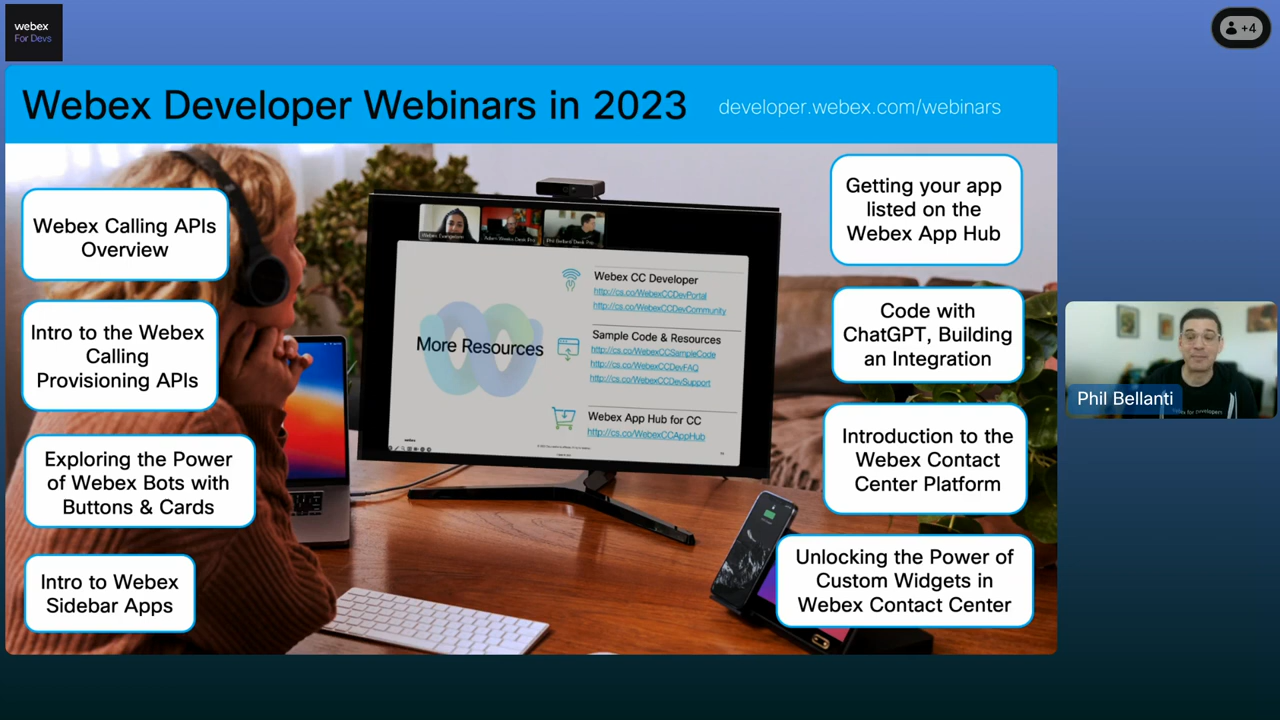 webex
For Devs
+4
Webex Developer Webinars in 2023
developer.webex.com/webinars
Webex Calling APIs
Overview
Intro to the Webex
Calling
Provisioning APIs
Exploring the Power
of Webex Bots with
Buttons & Cards
Intro to Webex
Sidebar Apps
More Resources
Webex CC Developer
http://cs.co/WebexCCDevPortal
http://cs.co/WebexCCDevCommunity
Sample Code & Resources
http://cs.co/WebexCCSampleCode
http://cs.co/WebexCCDevFAQ
http://cs.co/WebexCCDevSupport
Webex App Hub for CC
http://cs.co/WebexCCAppHub
Getting your app
listed on the
Webex App Hub
Code with
ChatGPT, Building
an Integration
Introduction to the
Webex Contact
Center Platform
Unlocking the Power of
Custom Widgets in
Webex Contact Center
Phil Bellanti